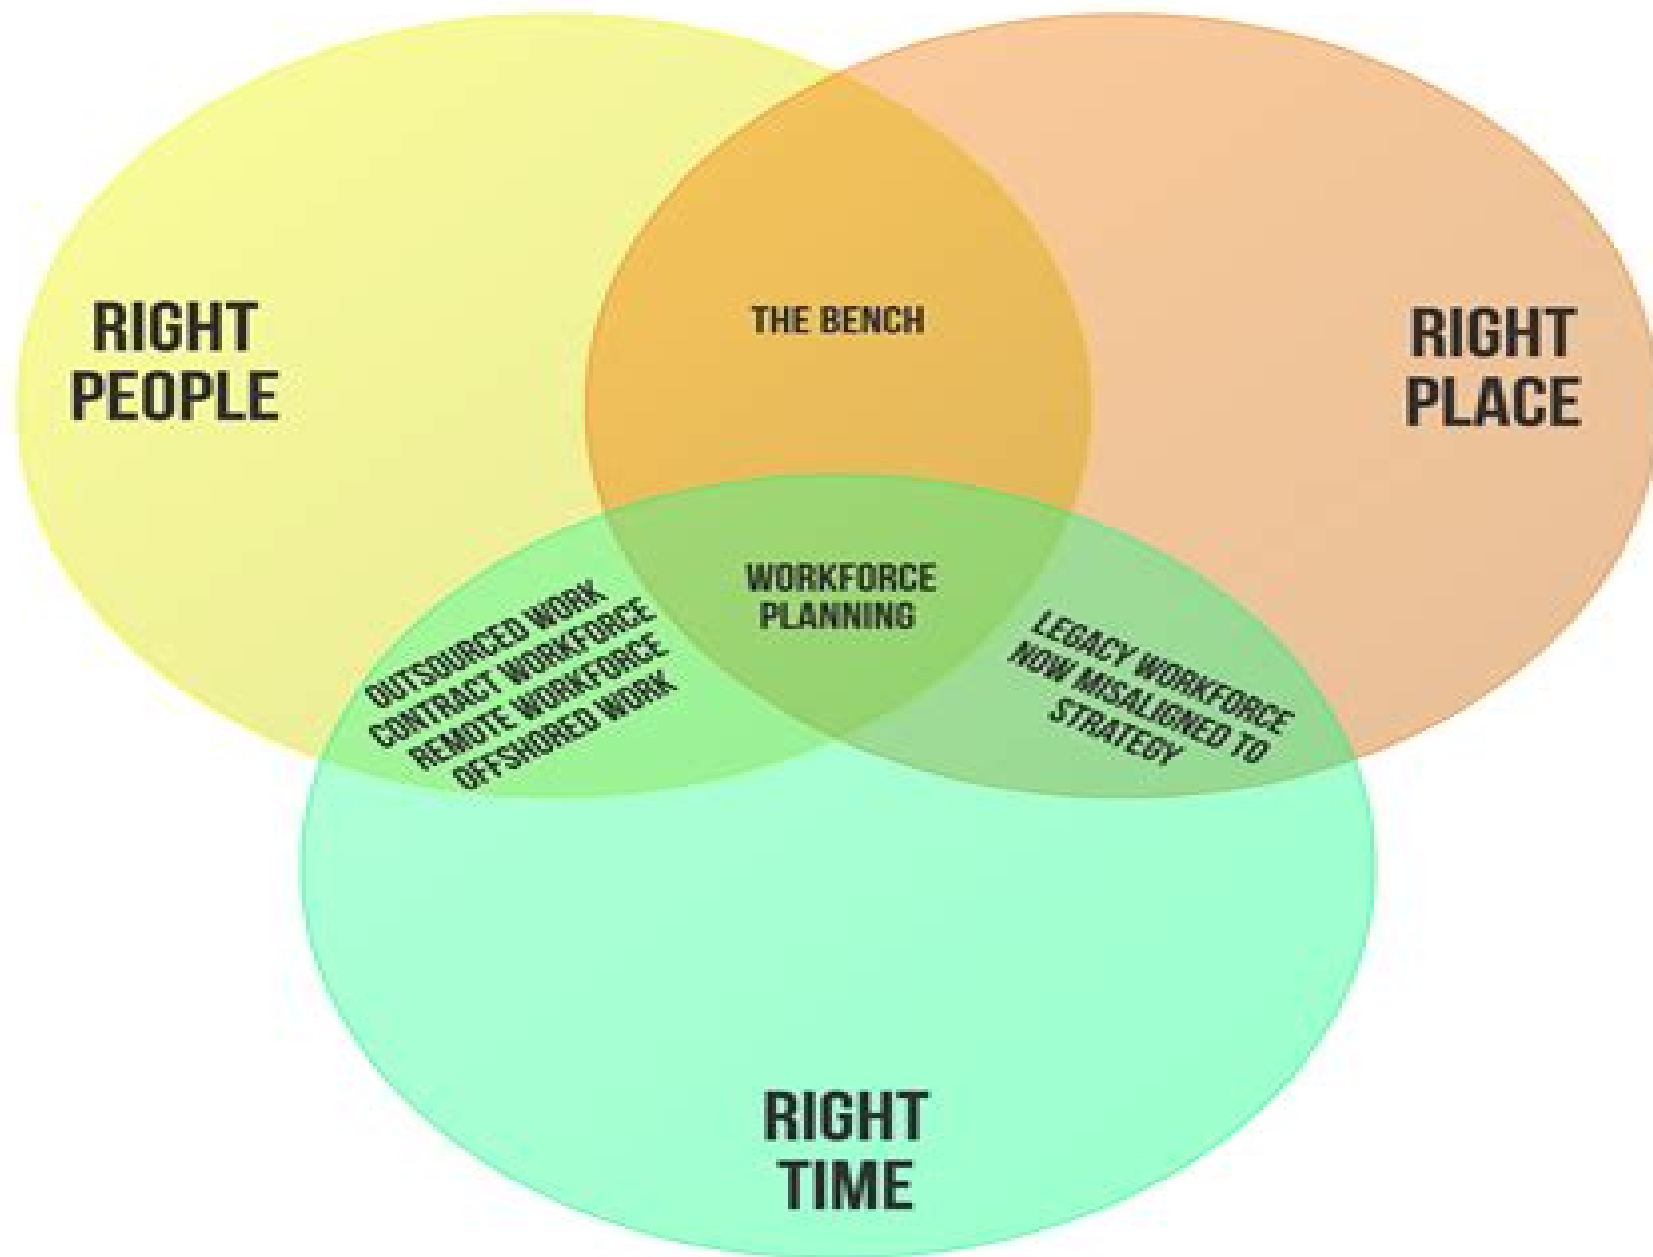 RIGHT
PEOPLE
THE BENCH
RIGHT
PLACE
WORKFORCE
PLANNING
OUTSOURCED WORK
CONTRACT WORKFORCE
REMOTE WORKFORCE
OFFSHORED WORK
LEGACY WORKFORCE
NOW MISALIGNED TO
STRATEGY
RIGHT
TIME